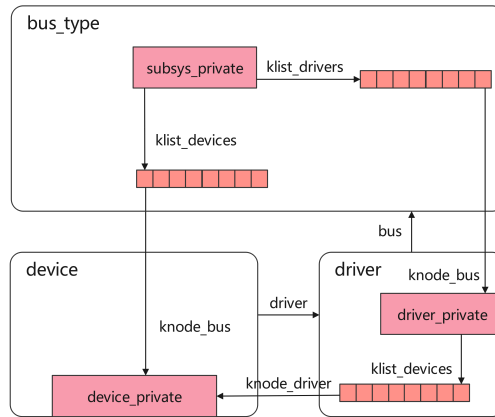 bus_type
subsys_private
klist_drivers
klist_devices
bus
device
driver
driver
knode_bus
knode_bus
driver_private
klist_devices
knode_driver
device_private